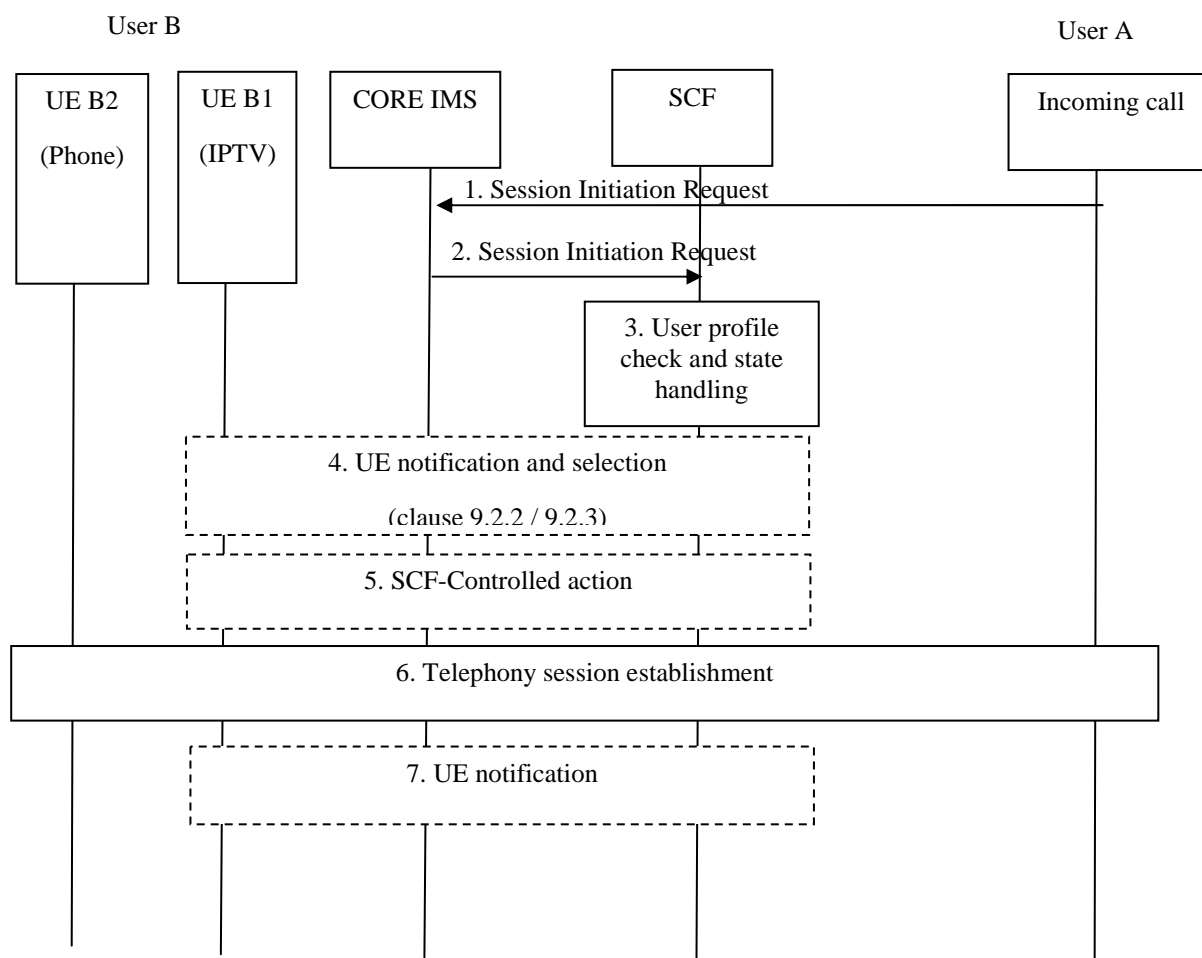 User B
User A
UE B2
(Phone)
UE B1
(IPTV)
CORE IMS
SCF
Incoming call
1. Session Initiation Request
2. Session Initiation Request
3. User profile
check and state
handling
4. UE notification and selection
(clause 9.2.2 / 9.2.3)
5. SCF-Controlled action
6. Telephony session establishment
7. UE notification